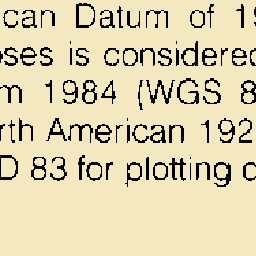 can Datum of 19
oses is considered
m 1984 (WGS 8
rth American 192
D 83 for plotting